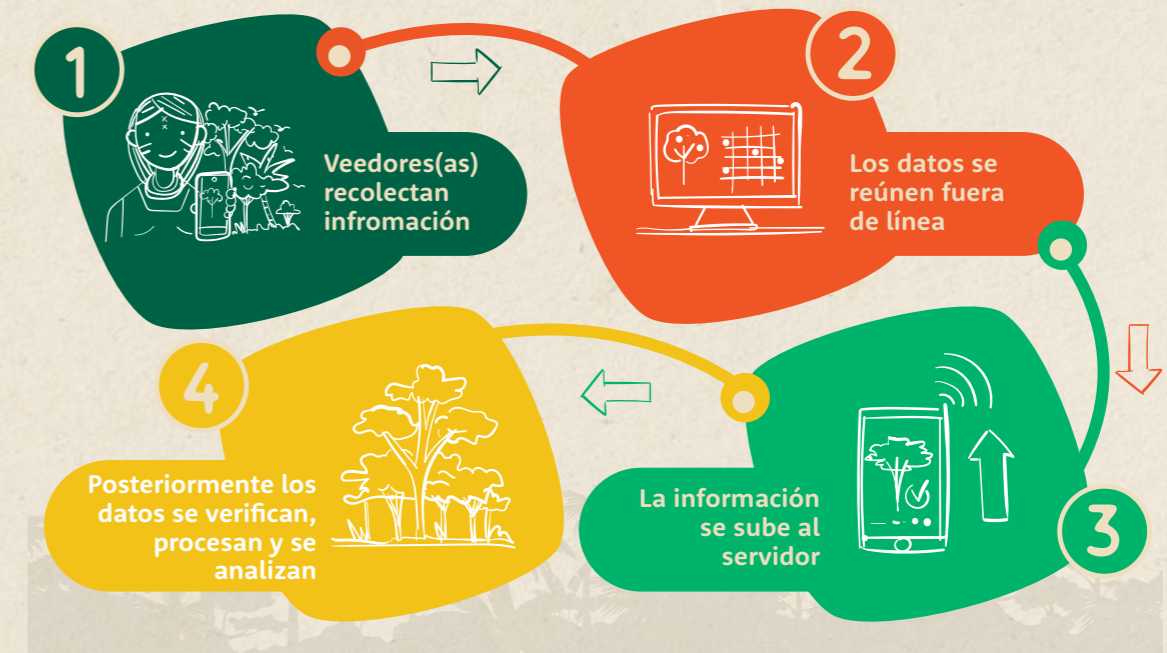 1
Veedores(as)
recolectan
infromación
2
Los datos se
reúnen fuera
de línea
3
La información
se sube al
servidor
4
Posteriormente los
datos se verifican,
procesan y se
analizan